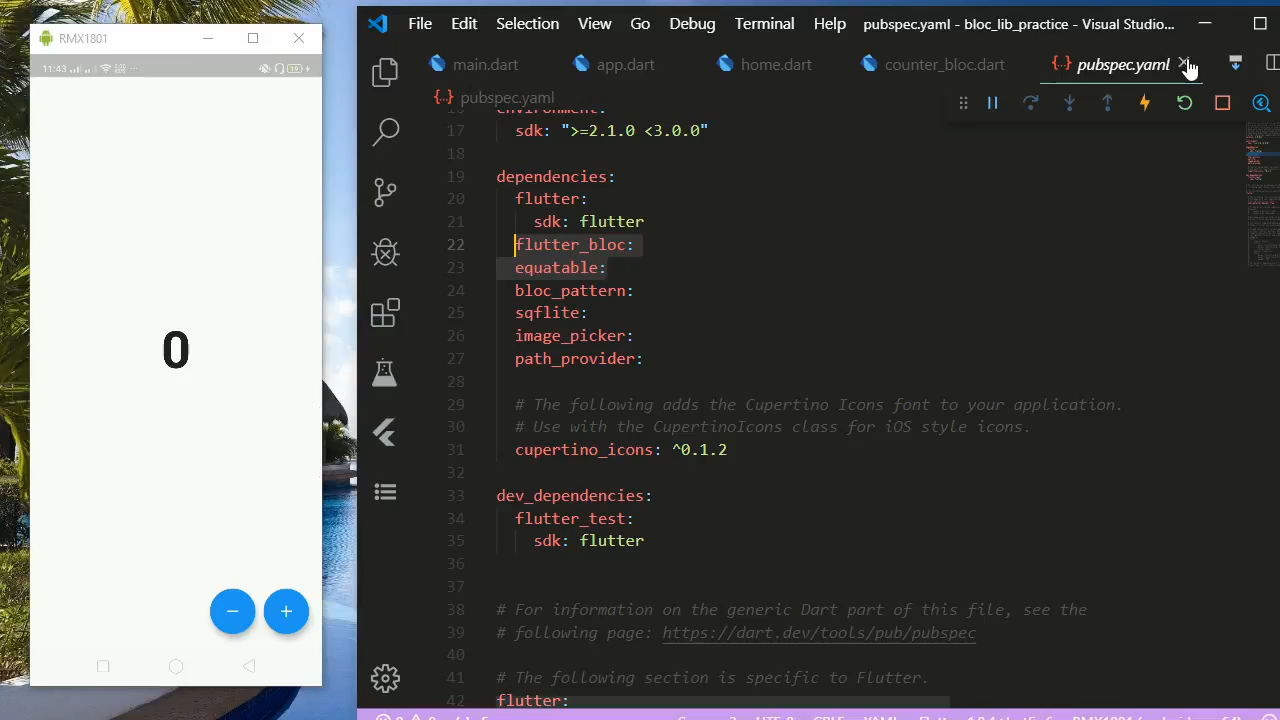 RMX1801
11:43
0
File Edit Selection View Go Debug Terminal Help pubspec.yaml - bloc_lib_practice - Visual Studio...
main.dart app.dart home.dart counter_bloc.dart {··} pubspec.yaml
{··} pubspec.yaml
environment:
17 sdk: ">=2.1.0 <3.0.0"
18
19 dependencies:
20 flutter:
21 sdk: flutter
22 flutter_bloc:
23 equatable:
24 bloc_pattern:
25 sqflite:
26 image_picker:
27 path_provider:
28
29 # The following adds the Cupertino Icons font to your application.
30 # Use with the CupertinoIcons class for iOS style icons.
31 cupertino_icons: ^0.1.2
32
33 dev_dependencies:
34 flutter_test:
35 sdk: flutter
36
37
38 # For information on the generic Dart part of this file, see the
39 # following page: https://dart.dev/tools/pub/pubspec
40
41 # The following section is specific to Flutter.
42 flutter: